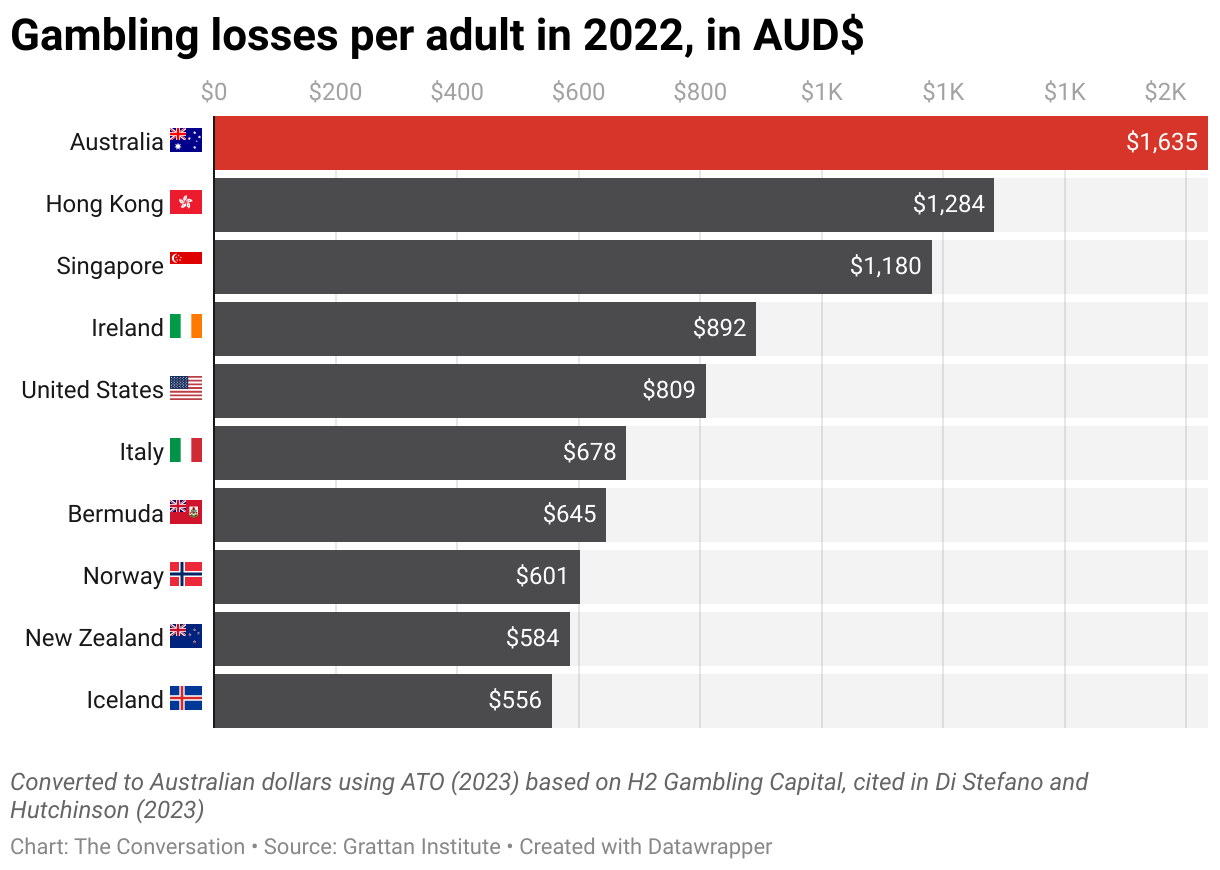 Gambling losses per adult in 2022, in AUD$
$0 $200 $400 $600 $800 $1K $1K $1K $2K
Australia $1,635
Hong Kong $1,284
Singapore $1,180
Ireland $892
United States $809
Italy $678
Bermuda $645
Norway $601
New Zealand $584
Iceland $556
Converted to Australian dollars using ATO (2023) based on H2 Gambling Capital, cited in Di Stefano and
Hutchinson (2023)
Chart: The Conversation • Source: Grattan Institute • Created with Datawrapper